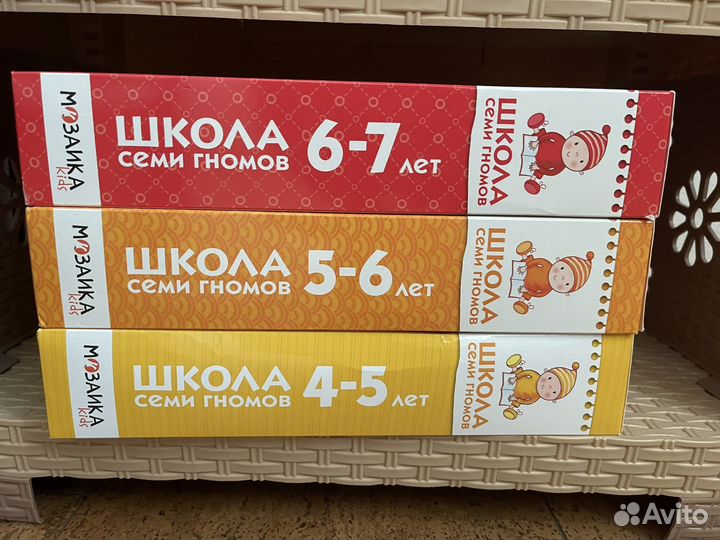 МОЗАИКА
kids
ШКОЛА
СЕМИ ГНОМОВ
6-7 лет
ШКОЛА
СЕМИ ГНОМОВ
МОЗАИКА
kids
ШКОЛА
СЕМИ ГНОМОВ
5-6 лет
ШКОЛА
СЕМИ ГНОМОВ
МОЗАИКА
kids
ШКОЛА
СЕМИ ГНОМОВ
4-5 лет
ШКОЛА
СЕМИ ГНОМОВ
Avito